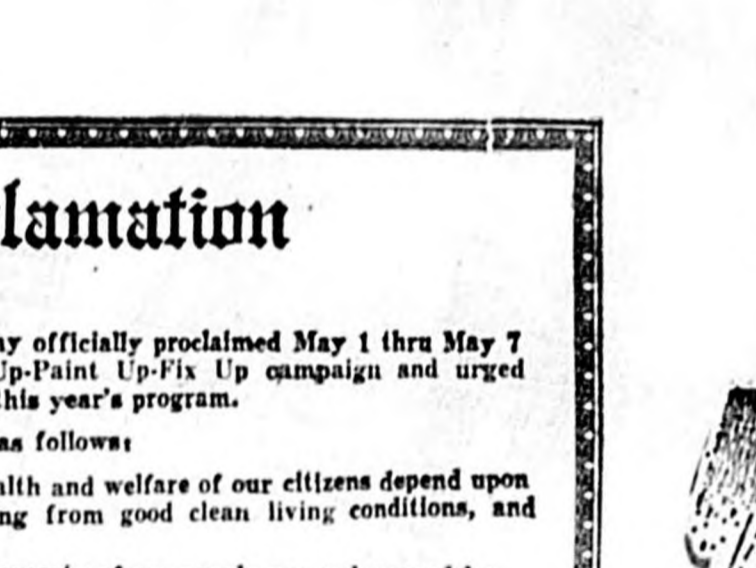 lamation
ay officially proclaimed May 1 thru May 7
Up-Paint Up-Fix Up campaign and urged
this year's program.
as follows:
alth and welfare of our citizens depend upon
ng from good clean living conditions, and